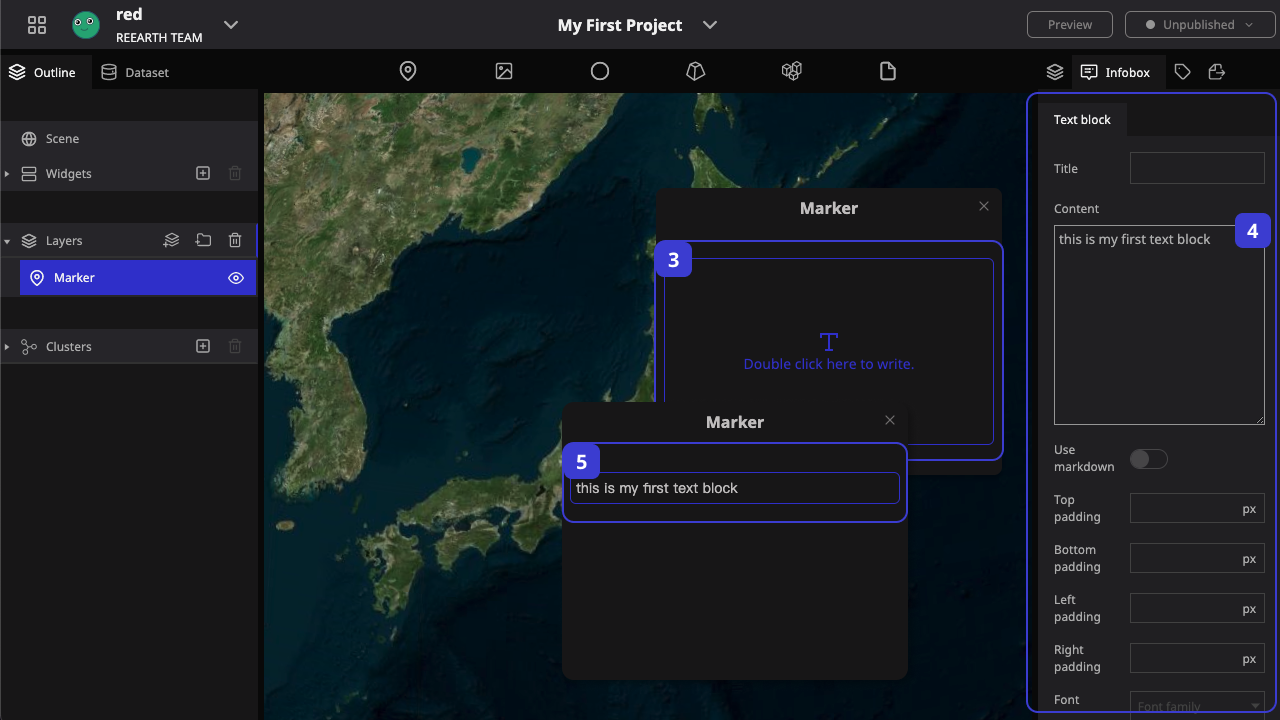 red
REEARTH TEAM
My First Project
Preview
Unpublished
Outline
Dataset
Infobox
Scene
Widgets
Layers
Marker
Clusters
Marker
3
Double click here to write.
Marker
5
this is my first text block
Text block
Title
Content
4
this is my first text block
Use
markdown
Top
padding
px
Bottom
padding
px
Left
padding
px
Right
padding
px
Font
Font family